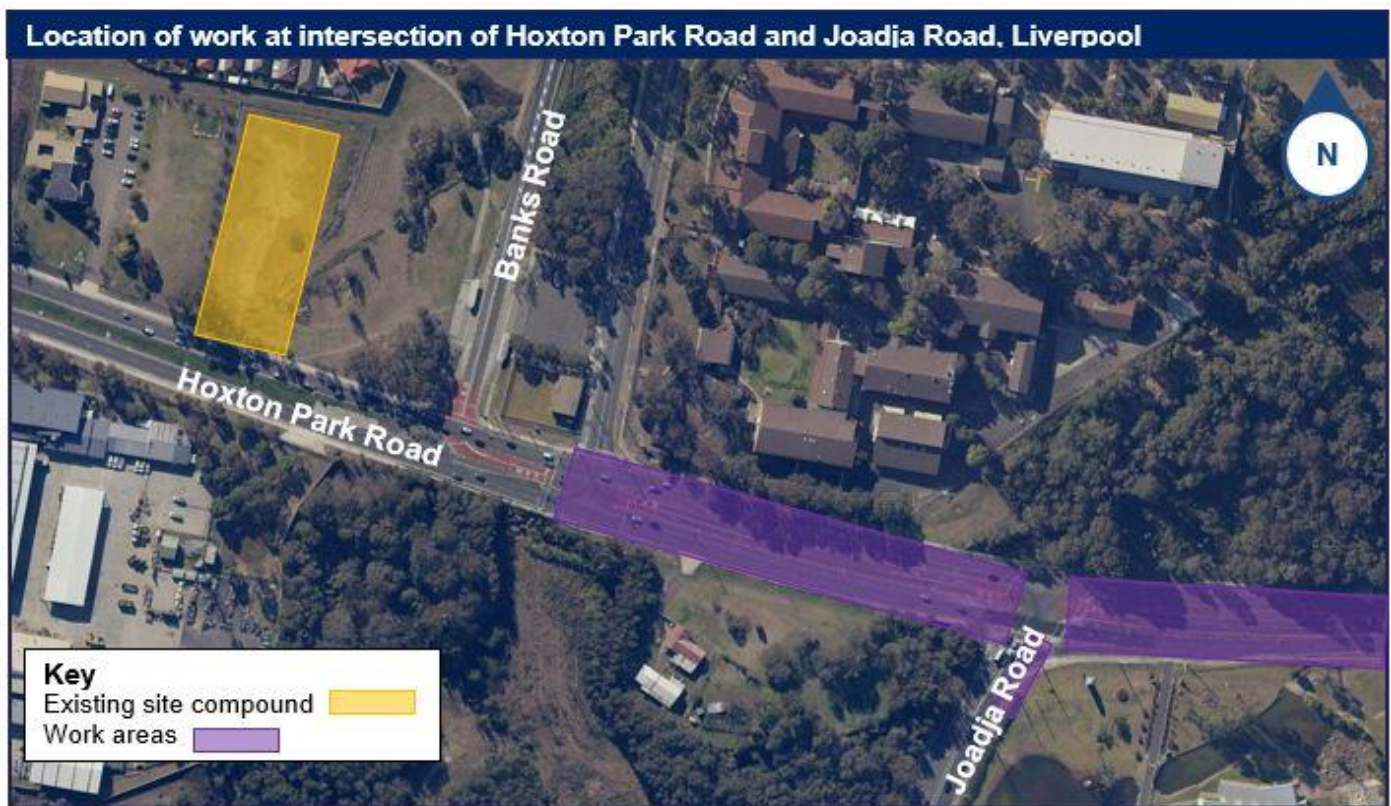 Location of work at intersection of Hoxton Park Road and Joadja Road, Liverpool
N
Banks Road
Hoxton Park Road
Joadja Road
Key
Existing site compound
Work areas